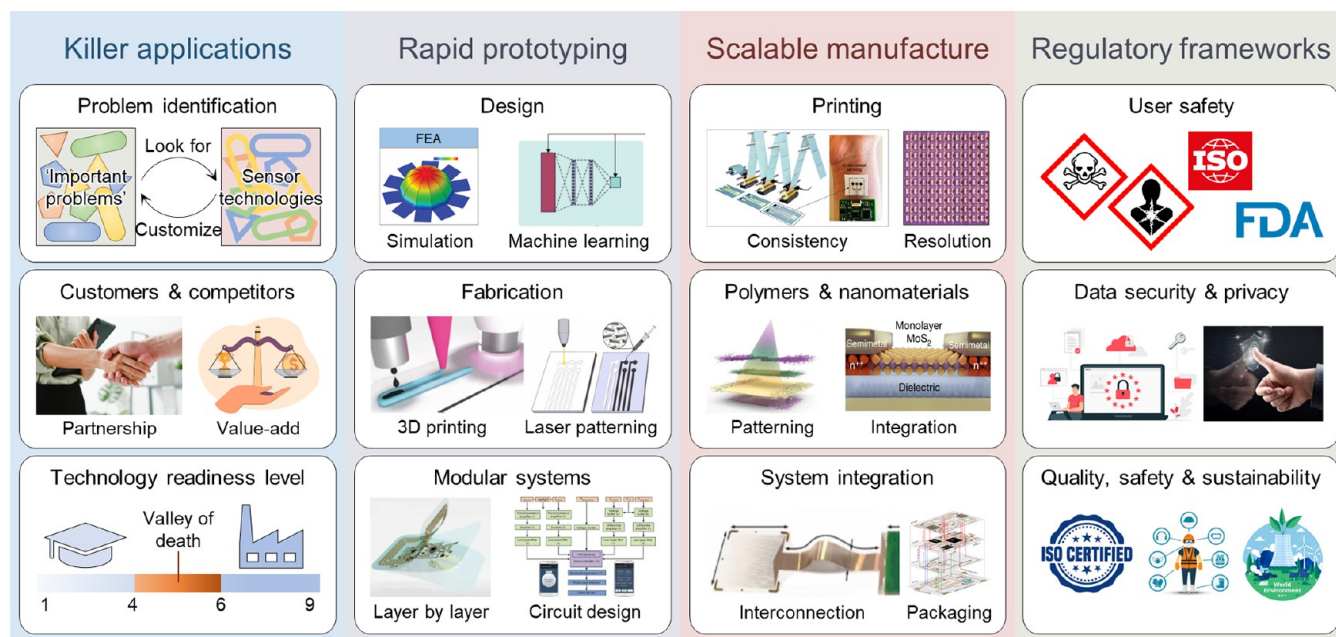 Killer applications
Rapid prototyping
Scalable manufacture
Regulatory frameworks
Problem identification
'Important
problems'
Look for
Customize
Sensor
technologies
Design
FEA
Simulation
Machine learning
Printing
Consistency
Resolution
User safety
ISO
FDA
Customers & competitors
Partnership
Value-add
Fabrication
3D printing
Laser patterning
Polymers & nanomaterials
Patterning
Monolayer
MoS₂
Semimetal
Semimetal
n⁺⁺
n⁺⁺
Dielectric
Integration
Data security & privacy
Technology readiness level
Valley of
death
1
4
6
9
Modular systems
Layer by layer
Circuit design
System integration
Interconnection
Packaging
Quality, safety & sustainability
ISO CERTIFIED
World
Environment